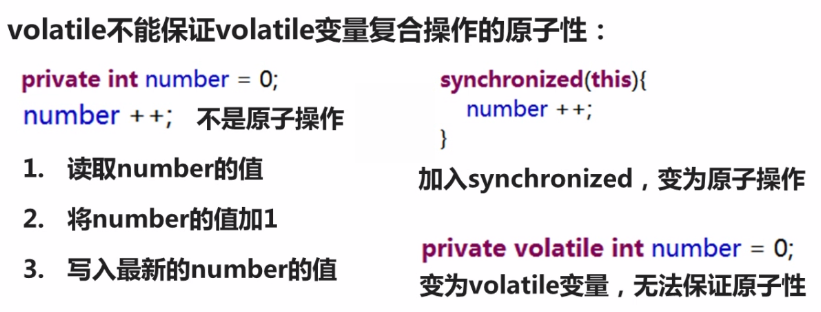 volatile不能保证volatile变量复合操作的原子性：
private int number = 0;
number ++; 不是原子操作
1. 读取number的值
2. 将number的值加1
3. 写入最新的number的值
synchronized(this){
number ++;
}
加入synchronized，变为原子操作
private volatile int number = 0;
变为volatile变量，无法保证原子性